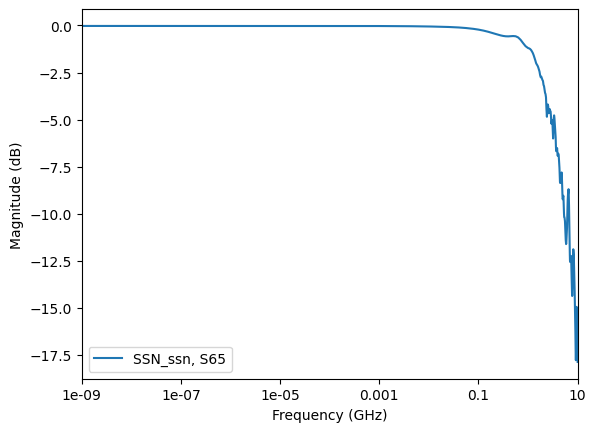 0.0
−2.5
−5.0
−7.5
−10.0
−12.5
−15.0
−17.5
Magnitude (dB)
SSN_ssn, S65
1e-09 1e-07 1e-05 0.001 0.1 10
Frequency (GHz)